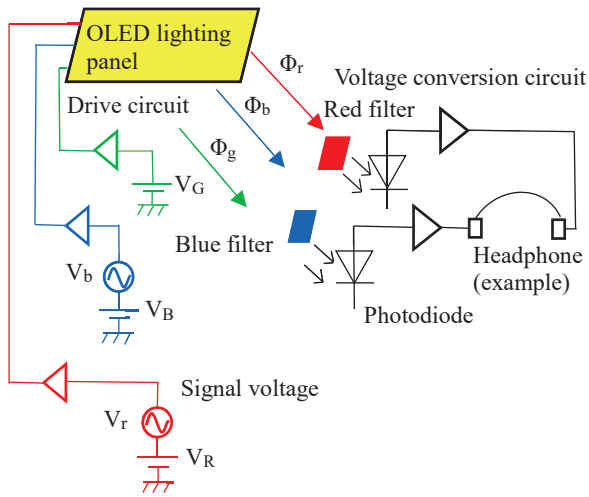 OLED lighting
panel
Φr
Voltage conversion circuit
Drive circuit
Φb
Red filter
Φg
VG
Blue filter
Vb
VB
Headphone
(example)
Photodiode
Signal voltage
Vr
VR